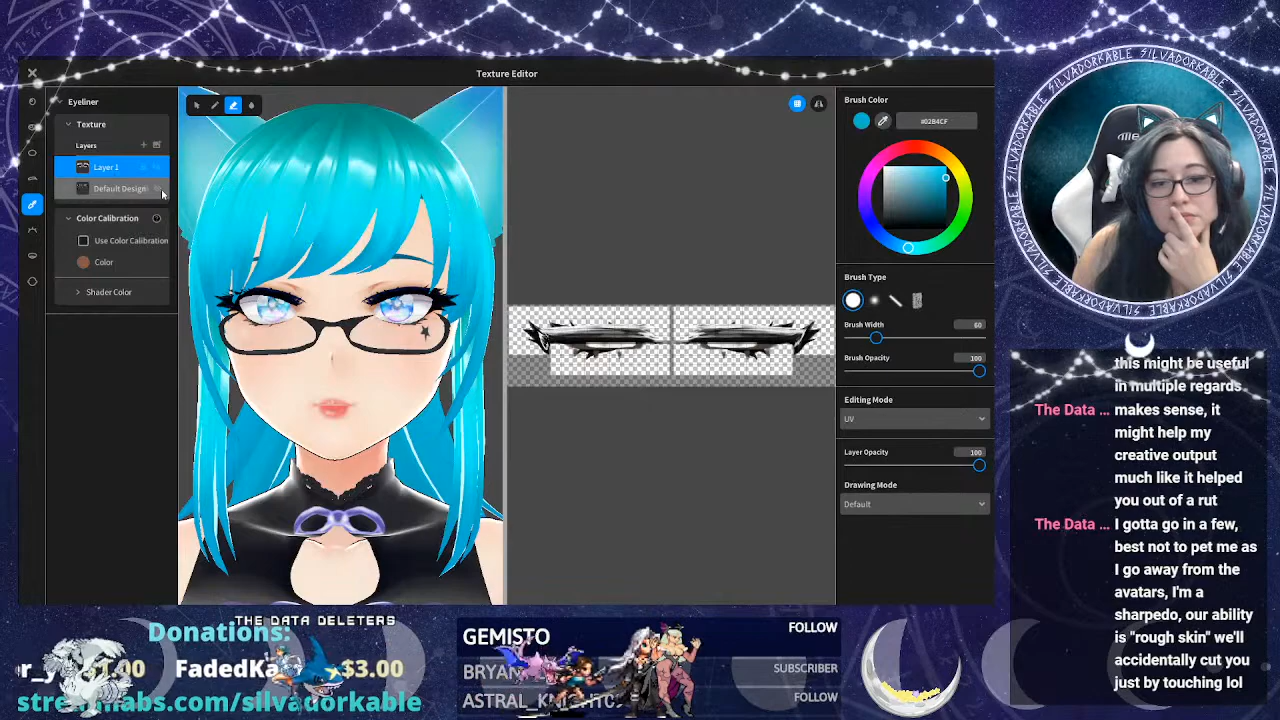 Texture Editor
Eyeliner
Texture
Layers
Layer 1
Default Design
Color Calibration
Use Color Calibration
Color
Shader Color
Brush Color
#02B4CF
Brush Type
Brush Width
60
Brush Opacity
100
Editing Mode
UV
Layer Opacity
100
Drawing Mode
Default
SILVADORKABLE SILVADORKABLE SILVADORKABLE SILVADORKABLE
this might be useful
in multiple regards
The Data ... makes sense, it
might help my
creative output
much like it helped
you out of a rut
The Data ... I gotta go in a few,
best not to pet me as
I go away from the
avatars, I'm a
sharpedo, our ability
is "rough skin" we'll
accidentally cut you
just by touching lol
THE DATA DELETERS
Donations:
$1.00 FadedKa $3.00
streamlabs.com/silvadorkable
GEMISTO FOLLOW
BRYAN SUBSCRIBER
ASTRAL_KNIGHT FOLLOW